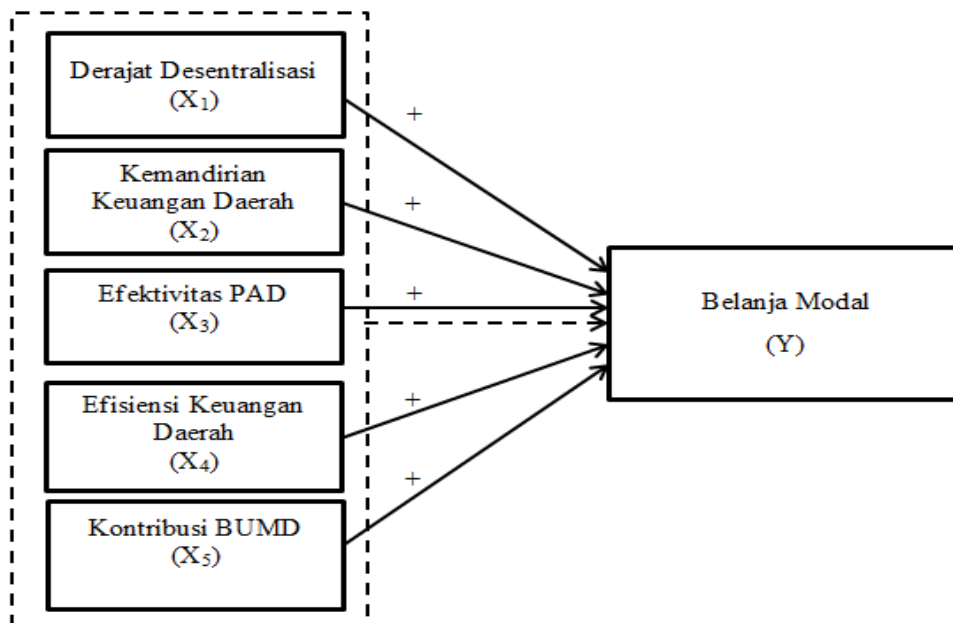 Derajat Desentralisasi
(X₁)
+
Kemandirian
Keuangan Daerah
(X₂)
+
Efektivitas PAD
(X₃)
+
Efisiensi Keuangan
Daerah
(X₄)
+
Kontribusi BUMD
(X₅)
+
Belanja Modal
(Y)